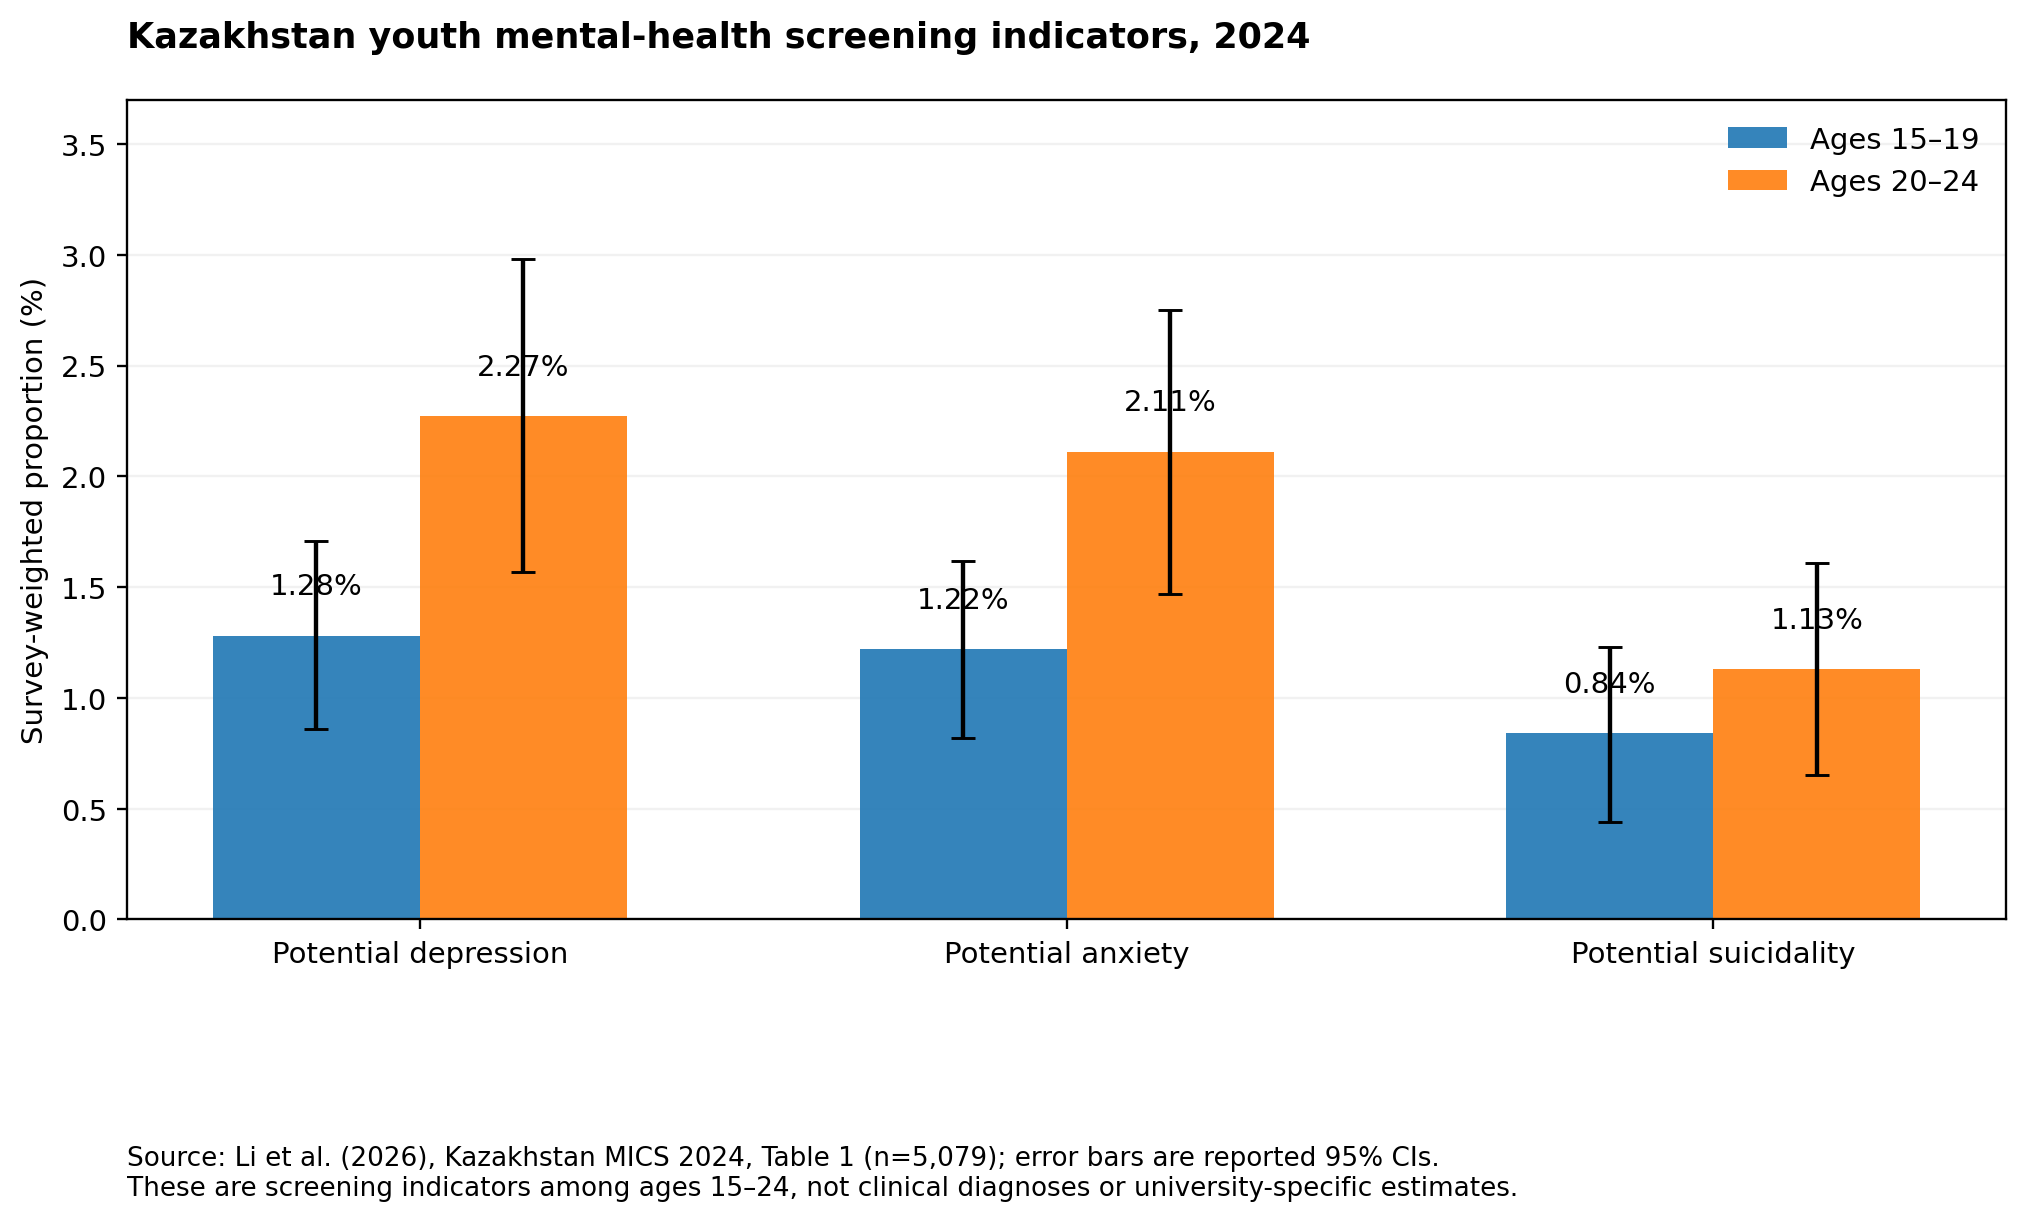 Kazakhstan youth mental-health screening indicators, 2024
Survey-weighted proportion (%)
3.5
3.0
2.5
2.0
1.5
1.0
0.5
0.0
Ages 15–19
Ages 20–24
1.28%
2.27%
1.22%
2.11%
0.84%
1.13%
Potential depression
Potential anxiety
Potential suicidality
Source: Li et al. (2026), Kazakhstan MICS 2024, Table 1 (n=5,079); error bars are reported 95% CIs.
These are screening indicators among ages 15–24, not clinical diagnoses or university-specific estimates.